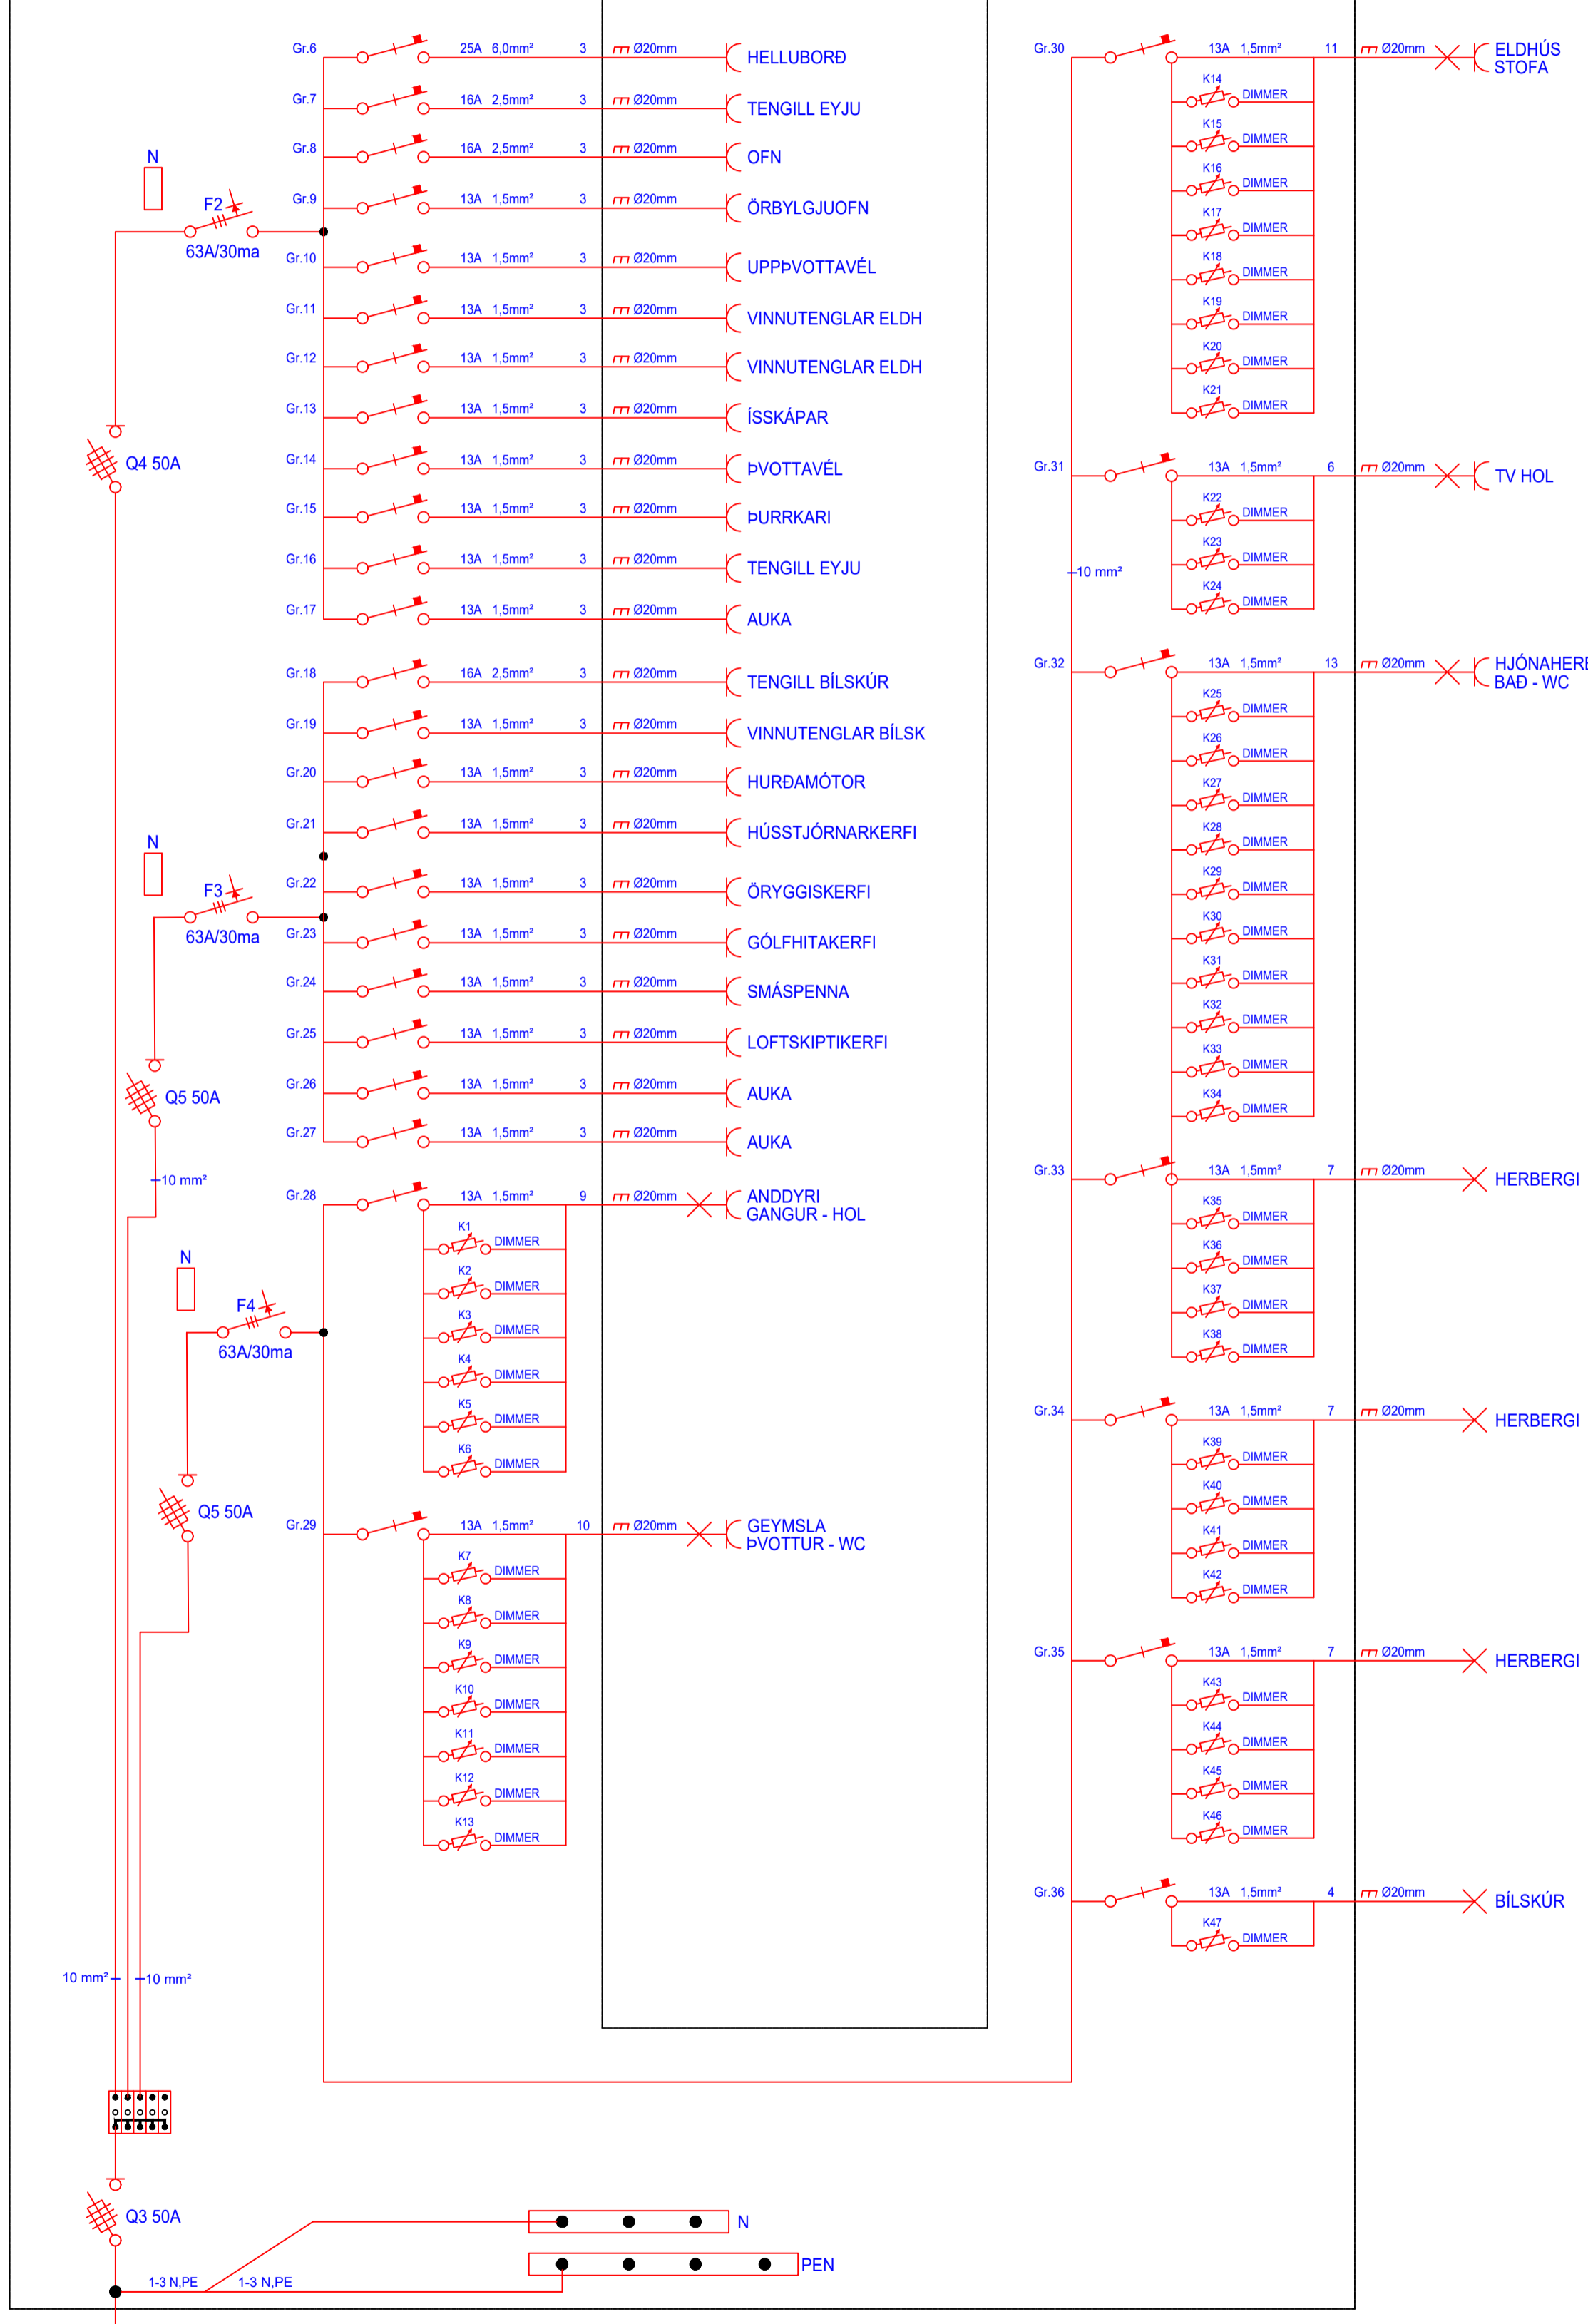 Gr.6 25A 6,0mm² 3 Ø20mm HELLUBORÐ
Gr.7 16A 2,5mm² 3 Ø20mm TENGILL EYJU
Gr.8 16A 2,5mm² 3 Ø20mm OFN
N
F2
63A/30ma
Gr.9 13A 1,5mm² 3 Ø20mm ÖRBYLGJUOFN
Gr.10 13A 1,5mm² 3 Ø20mm UPPÞVOTTAVÉL
Gr.11 13A 1,5mm² 3 Ø20mm VINNUTENGLAR ELDH
Gr.12 13A 1,5mm² 3 Ø20mm VINNUTENGLAR ELDH
Gr.13 13A 1,5mm² 3 Ø20mm ÍSSKÁPAR
Q4 50A
Gr.14 13A 1,5mm² 3 Ø20mm ÞVOTTAVÉL
Gr.15 13A 1,5mm² 3 Ø20mm ÞURRKARI
Gr.16 13A 1,5mm² 3 Ø20mm TENGILL EYJU
Gr.17 13A 1,5mm² 3 Ø20mm AUKA
Gr.18 16A 2,5mm² 3 Ø20mm TENGILL BÍLSKÚR
Gr.19 13A 1,5mm² 3 Ø20mm VINNUTENGLAR BÍLSK
Gr.20 13A 1,5mm² 3 Ø20mm HURÐAMÓTOR
Gr.21 13A 1,5mm² 3 Ø20mm HÚSSTJÓRNARKERFI
N
F3
63A/30ma
Gr.22 13A 1,5mm² 3 Ø20mm ÖRYGGISKERFI
Gr.23 13A 1,5mm² 3 Ø20mm GÓLFHITAKERFI
Gr.24 13A 1,5mm² 3 Ø20mm SMÁSPENNA
Gr.25 13A 1,5mm² 3 Ø20mm LOFTSKIPTIKERFI
Q5 50A
Gr.26 13A 1,5mm² 3 Ø20mm AUKA
Gr.27 13A 1,5mm² 3 Ø20mm AUKA
10 mm²
Gr.28 13A 1,5mm² 9 Ø20mm ANDDYRI
GANGUR - HOL
K1 DIMMER
K2 DIMMER
K3 DIMMER
K4 DIMMER
K5 DIMMER
K6 DIMMER
N
F4
63A/30ma
Q5 50A
Gr.29 13A 1,5mm² 10 Ø20mm GEYMSLA
ÞVOTTUR - WC
K7 DIMMER
K8 DIMMER
K9 DIMMER
K10 DIMMER
K11 DIMMER
K12 DIMMER
K13 DIMMER
10 mm² 10 mm²
Q3 50A
N
PEN
1-3 N,PE 1-3 N,PE
Gr.30 13A 1,5mm² 11 Ø20mm ELDHÚS
STOFA
K14 DIMMER
K15 DIMMER
K16 DIMMER
K17 DIMMER
K18 DIMMER
K19 DIMMER
K20 DIMMER
K21 DIMMER
Gr.31 13A 1,5mm² 6 Ø20mm TV HOL
K22 DIMMER
K23 DIMMER
K24 DIMMER
10 mm²
Gr.32 13A 1,5mm² 13 Ø20mm
BAÐ - WC
K25 DIMMER
K26 DIMMER
K27 DIMMER
K28 DIMMER
K29 DIMMER
K30 DIMMER
K31 DIMMER
K32 DIMMER
K33 DIMMER
K34 DIMMER
Gr.33 13A 1,5mm² 7 Ø20mm HERBERGI
K35 DIMMER
K36 DIMMER
K37 DIMMER
K38 DIMMER
Gr.34 13A 1,5mm² 7 Ø20mm HERBERGI
K39 DIMMER
K40 DIMMER
K41 DIMMER
K42 DIMMER
Gr.35 13A 1,5mm² 7 Ø20mm HERBERGI
K43 DIMMER
K44 DIMMER
K45 DIMMER
K46 DIMMER
Gr.36 13A 1,5mm² 4 Ø20mm BÍLSKÚR
K47 DIMMER